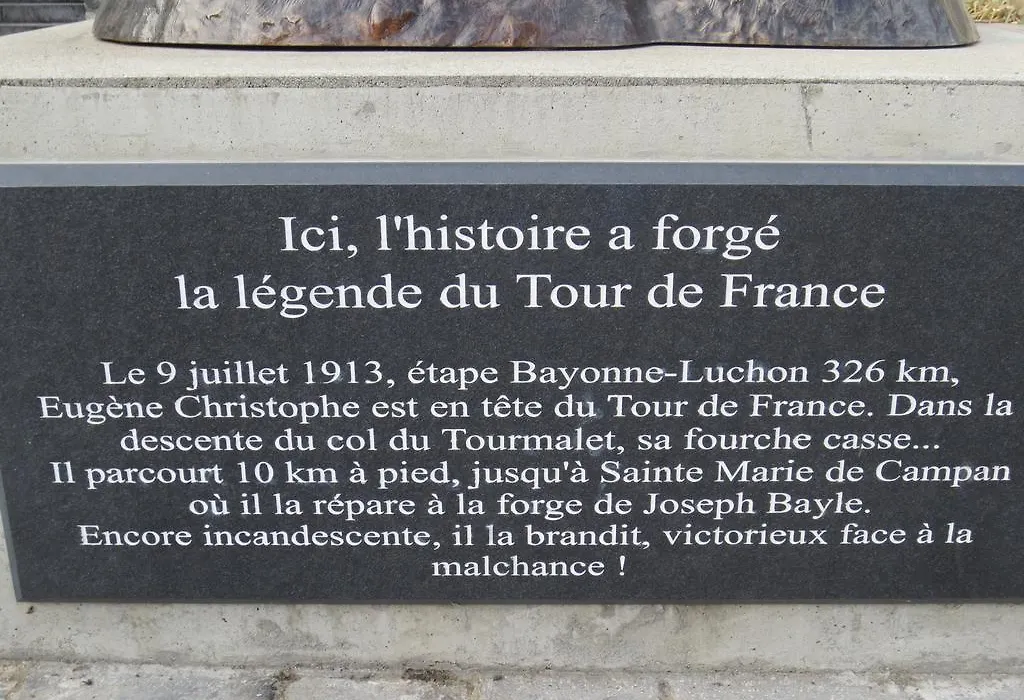 Ici, l'histoire a forgé
la légende du Tour de France
Le 9 juillet 1913, étape Bayonne-Luchon 326 km,
Eugène Christophe est en tête du Tour de France. Dans la
descente du col du Tourmalet, sa fourche casse...
Il parcourt 10 km à pied, jusqu'à Sainte Marie de Campan
où il la répare à la forge de Joseph Bayle.
Encore incandescente, il la brandit, victorieux face à la
malchance !